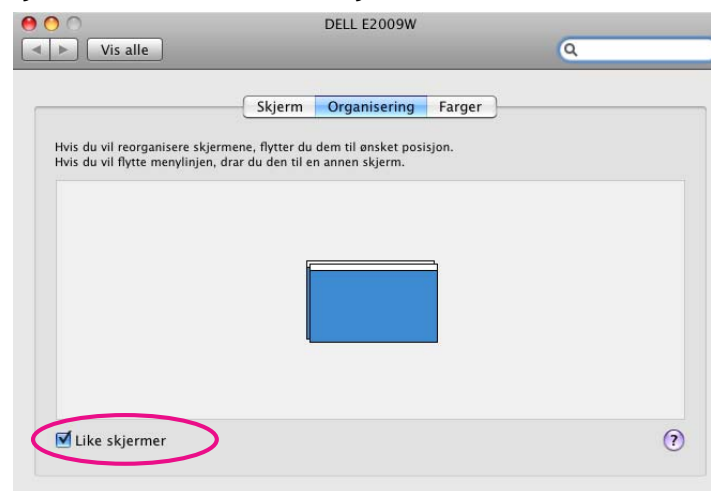 DELL E2009W
Vis alle
Skjerm Organisering Farger
Hvis du vil reorganisere skjermene, flytter du dem til ønsket posisjon.
Hvis du vil flytte menylinjen, drar du den til en annen skjerm.
Like skjermer
?